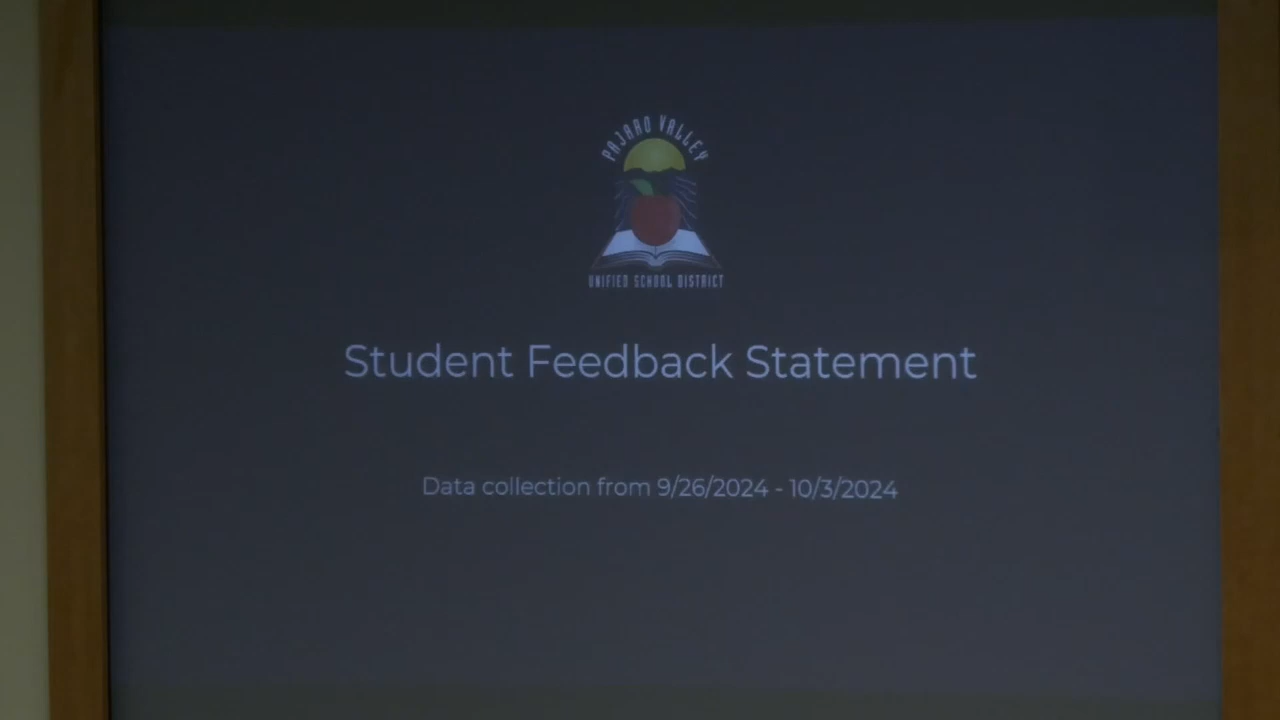 PAJARO VALLEY
UNIFIED SCHOOL DISTRICT
Student Feedback Statement
Data collection from 9/26/2024 - 10/3/2024